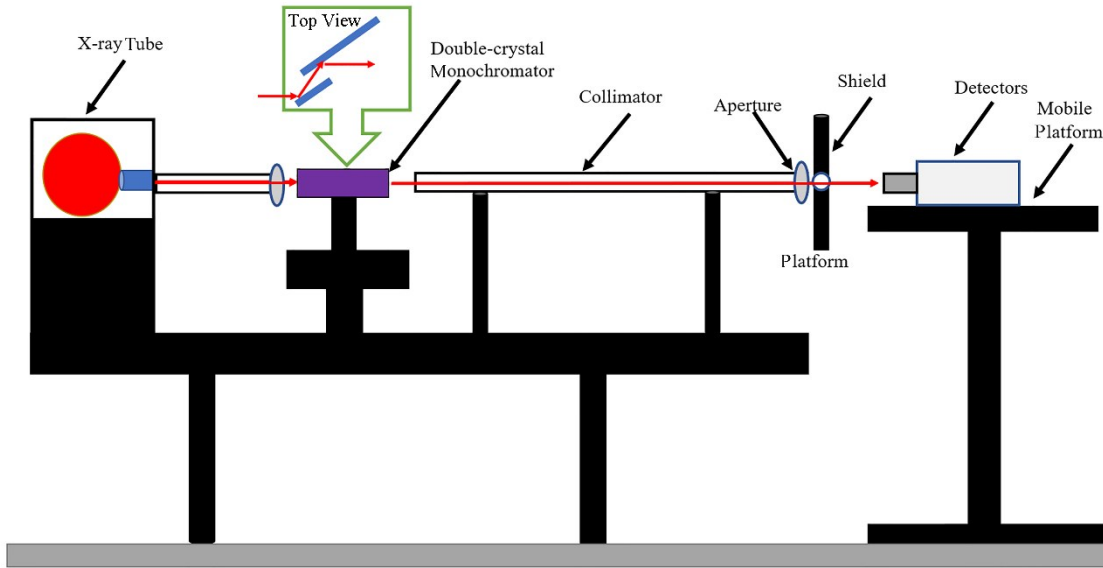 Top View
X-ray Tube
Double-crystal
Monochromator
Collimator
Aperture
Shield
Detectors
Mobile
Platform
Platform